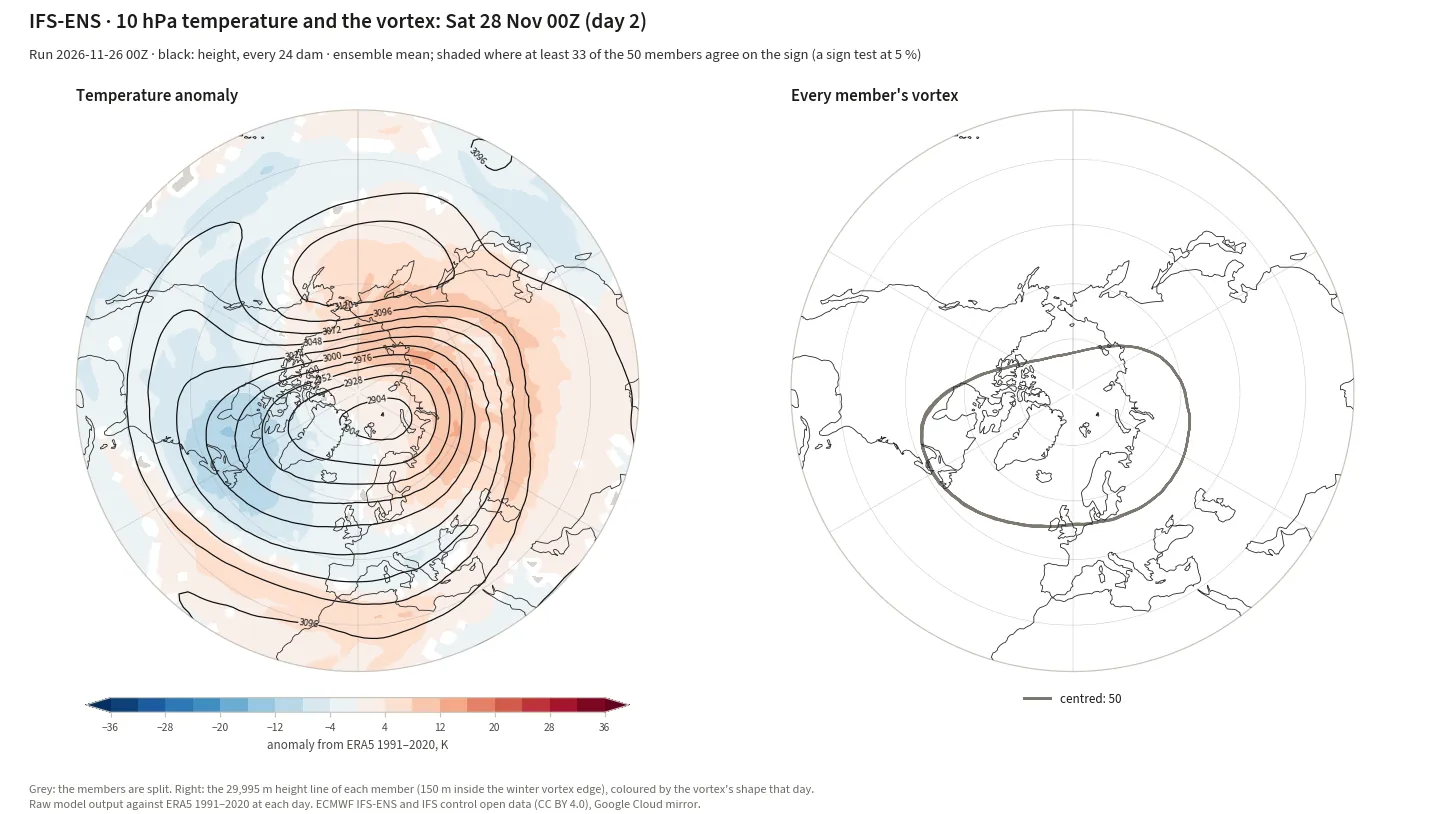 IFS-ENS · 10 hPa temperature and the vortex: Sat 28 Nov 00Z (day 2)
Run 2026-11-26 00Z · black: height, every 24 dam · ensemble mean; shaded where at least 33 of the 50 members agree on the sign (a sign test at 5 %)
Temperature anomaly
Every member's vortex
3096
3096
3072
3048
3000
2976
2928
2904
3096
centred: 50
−36 −28 −20 −12 −4 4 12 20 28 36
anomaly from ERA5 1991–2020, K
Grey: the members are split. Right: the 29,995 m height line of each member (150 m inside the winter vortex edge), coloured by the vortex's shape that day.
Raw model output against ERA5 1991–2020 at each day. ECMWF IFS-ENS and IFS control open data (CC BY 4.0), Google Cloud mirror.